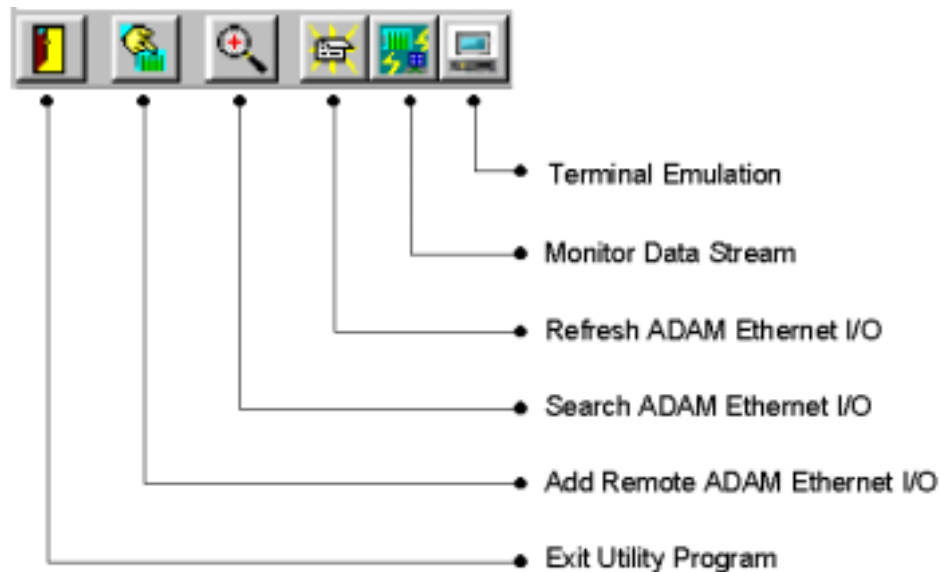 Terminal Emulation
Monitor Data Stream
Refresh ADAM Ethernet I/O
Search ADAM Ethernet I/O
Add Remote ADAM Ethernet I/O
Exit Utility Program